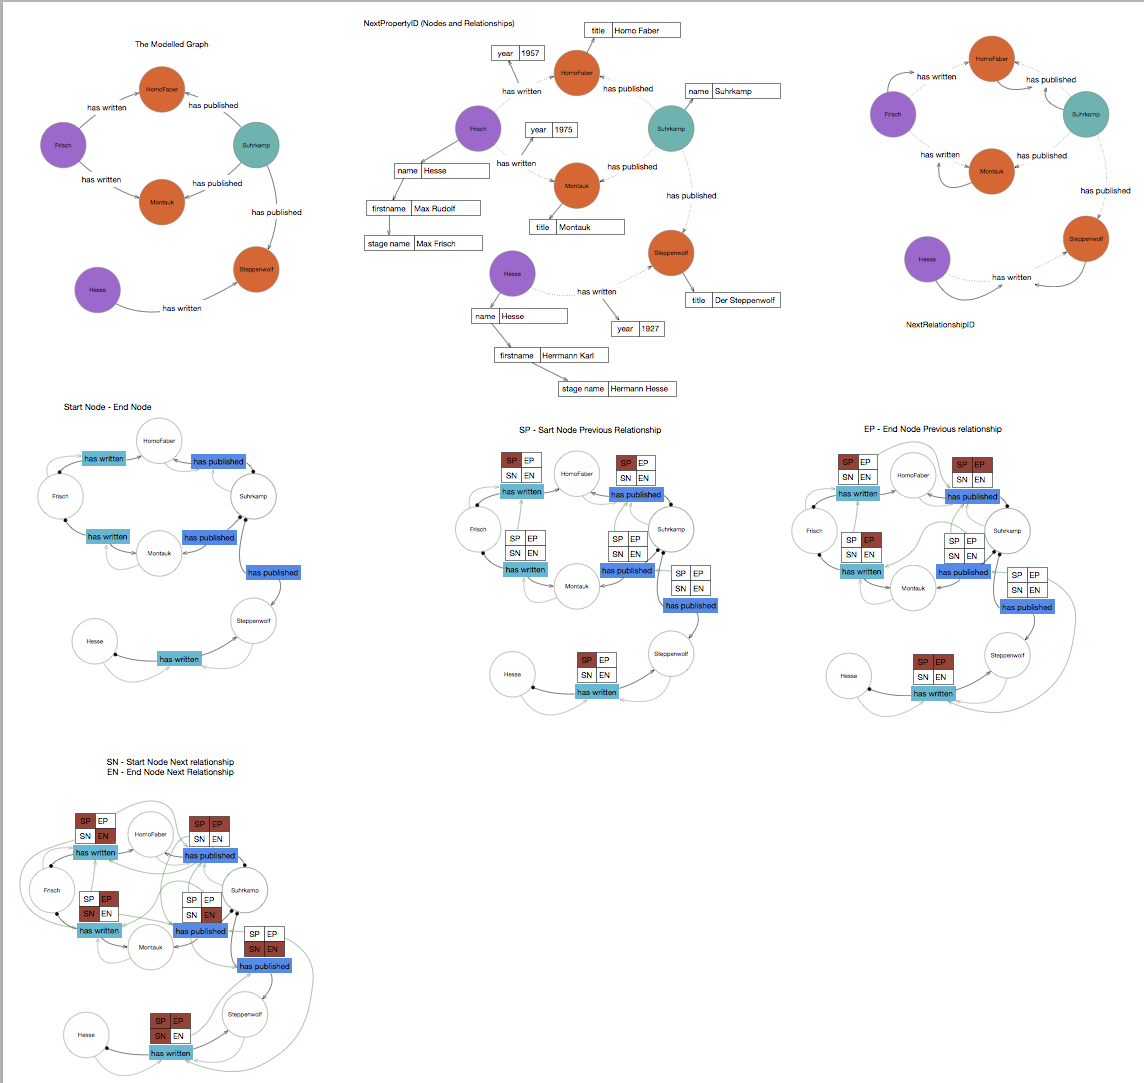 The Modelled Graph
HomoFaber
has written
has published
Frisch
Suhrkamp
has written
has published
Montauk
has published
Steppenwolf
Hesse
has written
NextPropertyID (Nodes and Relationships)
title Homo Faber
year 1957
HomoFaber
has written
has published
name Suhrkamp
Frisch
year 1975
Suhrkamp
has written
has published
name Hesse
Montauk
has published
firstname Max Rudolf
title Montauk
stage name Max Frisch
Steppenwolf
Hesse
has written
title Der Steppenwolf
name Hesse
year 1927
firstname Herrmann Karl
stage name Hermann Hesse
HomoFaber
has written
has published
Frisch
Suhrkamp
has written
has published
Montauk
has published
Steppenwolf
Hesse
has written
NextRelationshipID
Start Node - End Node
HomoFaber
has written
has published
Frisch
Suhrkamp
has written
has published
Montauk
has published
Steppenwolf
Hesse
has written
SP - Sart Node Previous Relationship
SP EP
SN EN
has written
HomoFaber
SP EP
SN EN
has published
Frisch
Suhrkamp
SP EP
SN EN
has written
SP EP
SN EN
has published
Montauk
SP EP
SN EN
has published
Steppenwolf
Hesse
SP EP
SN EN
has written
EP - End Node Previous relationship
SP EP
SN EN
has written
HomoFaber
SP EP
SN EN
has published
Frisch
Suhrkamp
SP EP
SN EN
has written
SP EP
SN EN
has published
Montauk
SP EP
SN EN
has published
Steppenwolf
Hesse
SP EP
SN EN
has written
SN - Start Node Next relationship
EN - End Node Next Relationship
SP EP
SN EN
has written
HomoFaber
SP EP
SN EN
has published
Frisch
Suhrkamp
SP EP
SN EN
has written
SP EP
SN EN
has published
Montauk
SP EP
SN EN
has published
Steppenwolf
Hesse
SP EP
SN EN
has written